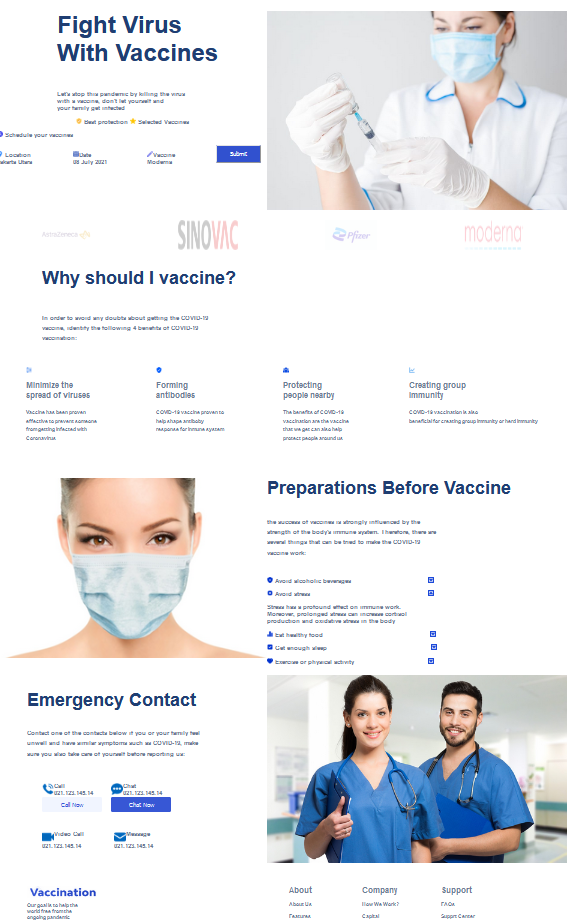 Fight Virus
With Vaccines
Let's stop this pandemic by killing the virus
with a vaccine, don't let yourself and
your family get infected
Best protection
Selected Vaccines
Schedule your vaccines
Location
Date
Vaccine
Submit
akarta Utara
08 July 2021
Moderna
AstraZeneca
SINOVAC
Pfizer
moderna
Why should I vaccine?
In order to avoid any doubts about getting the COVID-19
vaccine, identify the following 4 benefits of COVID-19
vaccination:
Minimize the
spread of viruses
Vaccine has been proven
effective to prevent someone
from getting infected with
Coronavirus
Forming
antibodies
COVID-19 vaccine proven to
help shape antiboby
response for imune system
Protecting
people nearby
The benefits of COVID-19
vaccination are the vaccine
that we get can also help
protect people around us
Creating group
immunity
COVID-19 vaccination is also
beneficial for creating group immunity or herd immunity
Preparations Before Vaccine
the success of vaccines is strongly influenced by the
strength of the body's immune system. Therefore, there are
several things that can be tried to make the COVID-19
vaccine work:
Avoid alcoholic beverages
Avoid stress
Stress has a profound effect on immune work.
Moreover, prolonged stress can increase cortisol
production and oxidative stress in the body
Eat healthy food
Get enough sleep
Exercise or physical activity
Emergency Contact
Contact one of the contacts below if you or your family feel
unwell and have similar symptoms such as COVID-19, make
sure you also take care of yourself before reporting us:
Call
021.123.145.14
Call Now
Chat
021.123.145.14
Chat Now
Video Call
021.123.145.14
Message
021.123.145.14
Vaccination
Our goal is to help the
world free from the
ongoing pandemic
About
About Us
Features
Company
How We Work?
Capital
Support
FAQs
Support Center